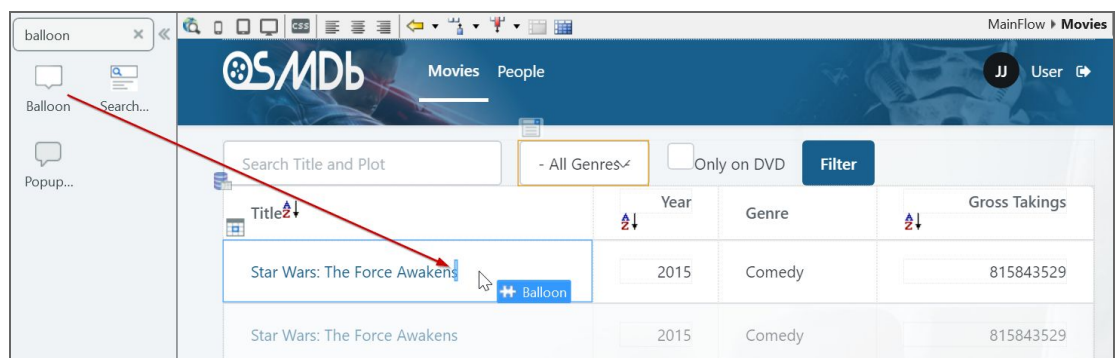 balloon
Balloon
Search...
Popup...
CSS
MainFlow Movies
OSMDb
Movies
People
JJ
User
Search Title and Plot
- All Genres
Only on DVD
Filter
Title
Year
Genre
Gross Takings
Star Wars: The Force Awakens
2015
Comedy
815843529
Balloon
Star Wars: The Force Awakens
2015
Comedy
815843529